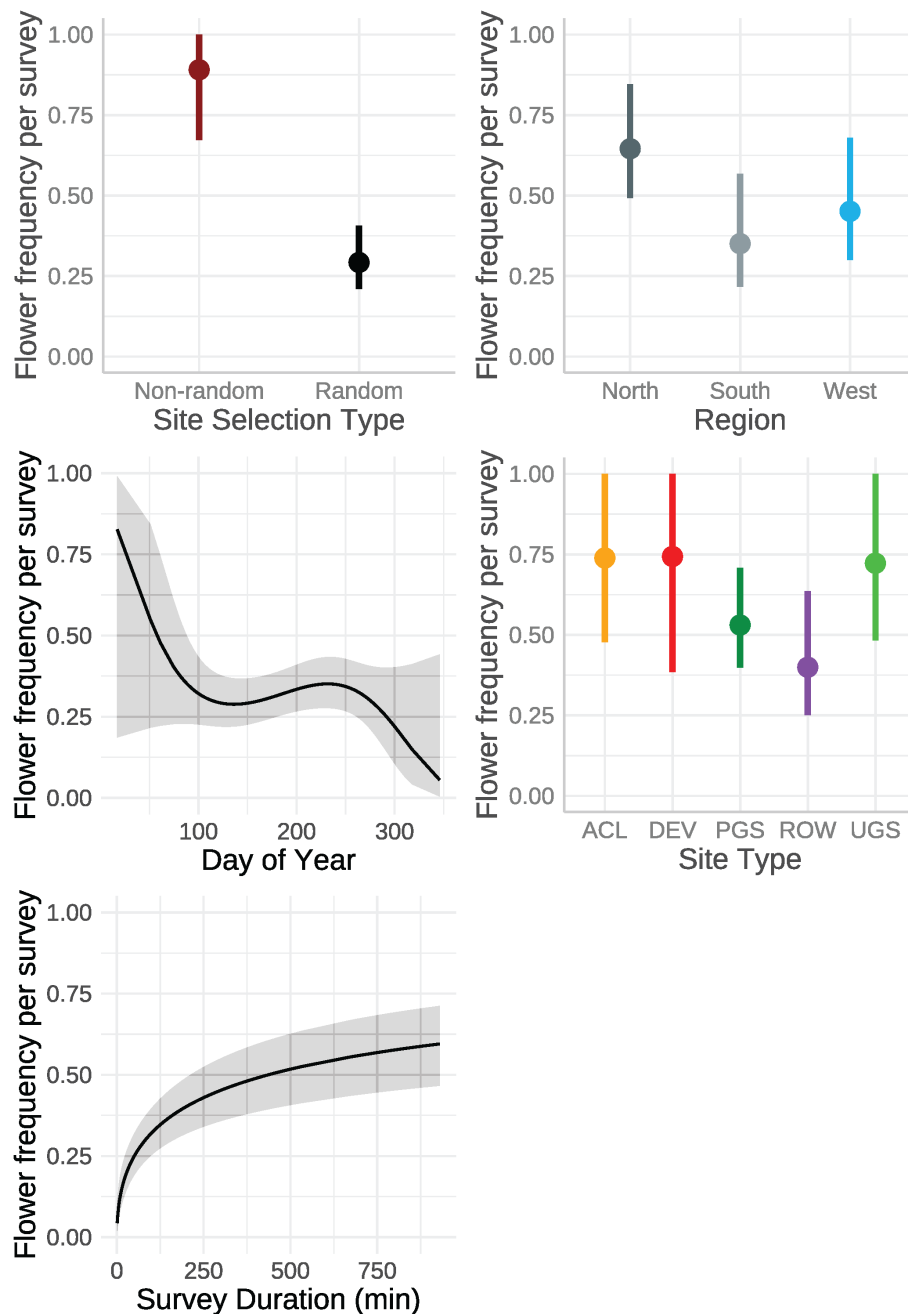 Flower frequency per survey
1.00
0.75
0.50
0.25
0.00
Non-random Random
Site Selection Type
Flower frequency per survey
1.00
0.75
0.50
0.25
0.00
North South West
Region
Flower frequency per survey
1.00
0.75
0.50
0.25
0.00
100 200 300
Day of Year
Flower frequency per survey
1.00
0.75
0.50
0.25
0.00
ACL DEV PGS ROW UGS
Site Type
Flower frequency per survey
1.00
0.75
0.50
0.25
0.00
0 250 500 750
Survey Duration (min)